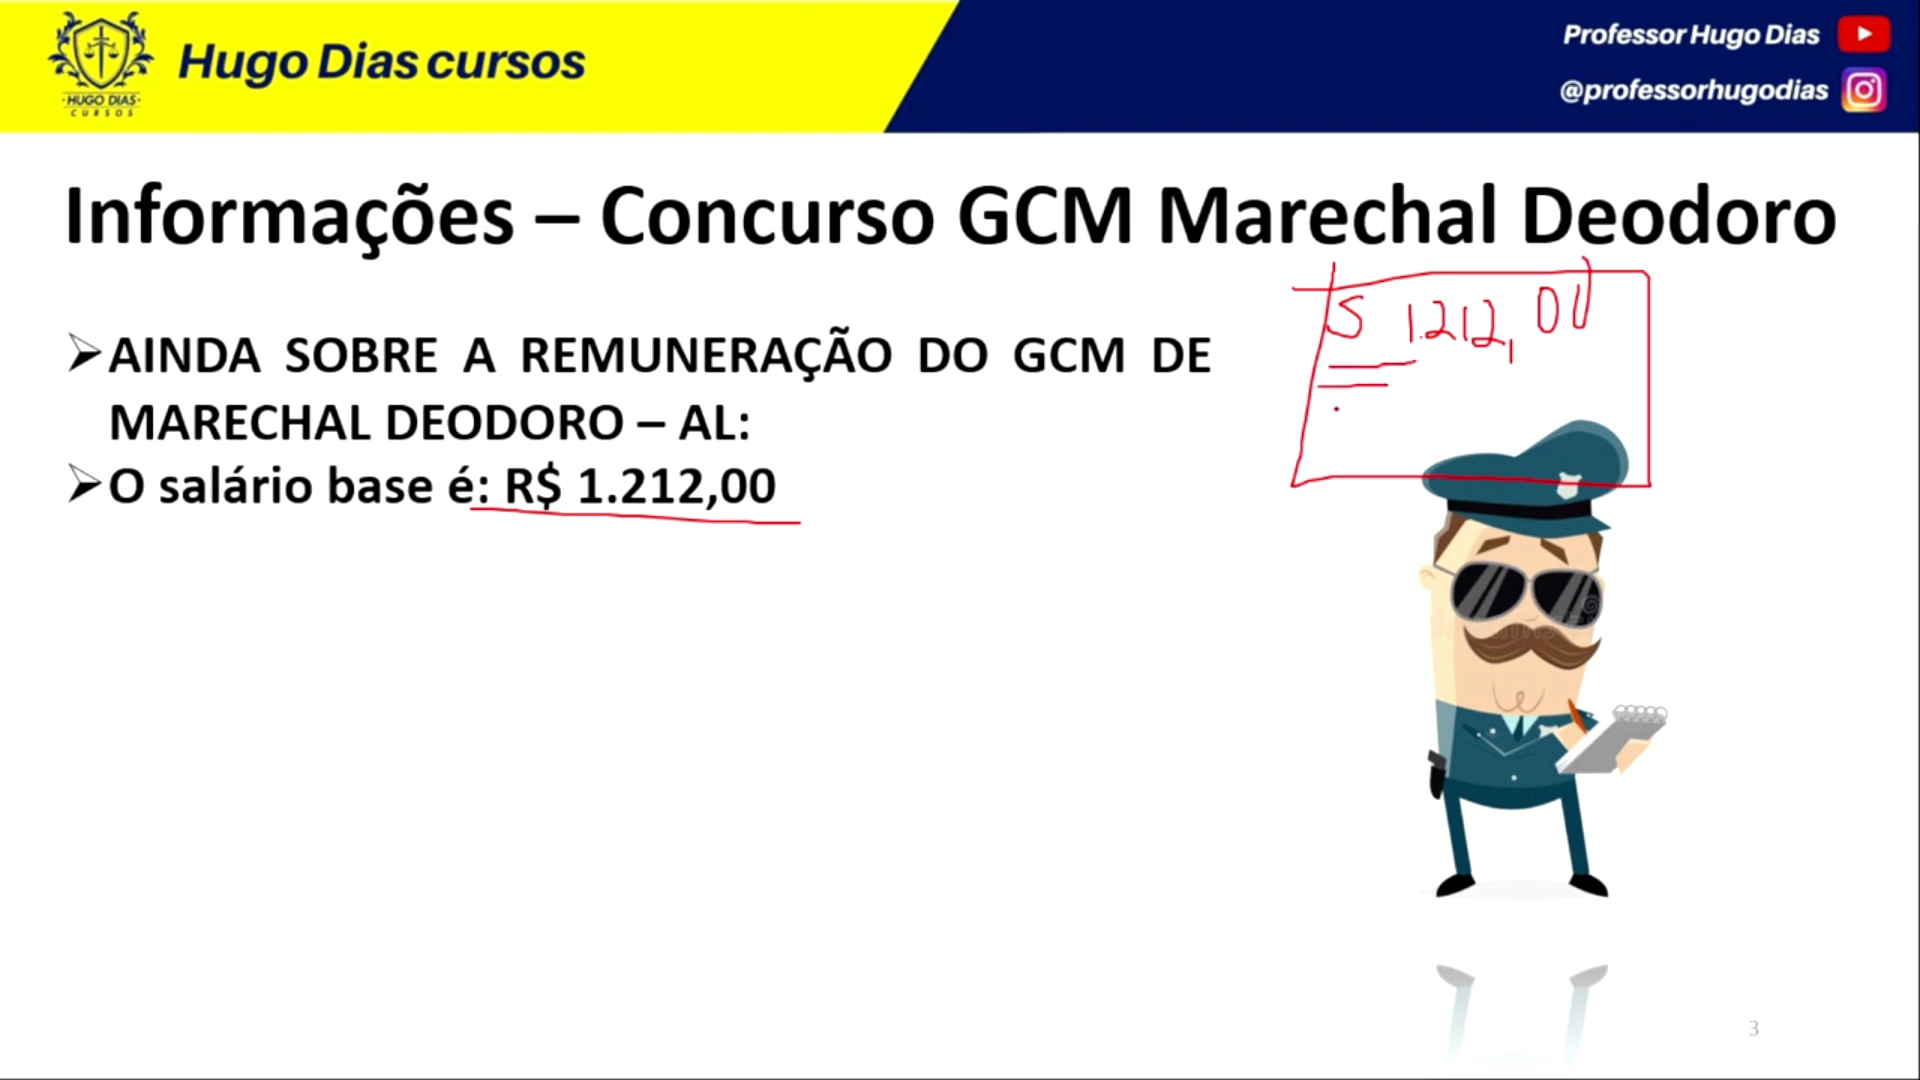 HUGO DIAS
CURSOS
Hugo Dias cursos
Professor Hugo Dias
@professorhugodias
Informações – Concurso GCM Marechal Deodoro
AINDA SOBRE A REMUNERAÇÃO DO GCM DE
MARECHAL DEODORO – AL:
O salário base é: R$ 1.212,00
S 1.212,00
3